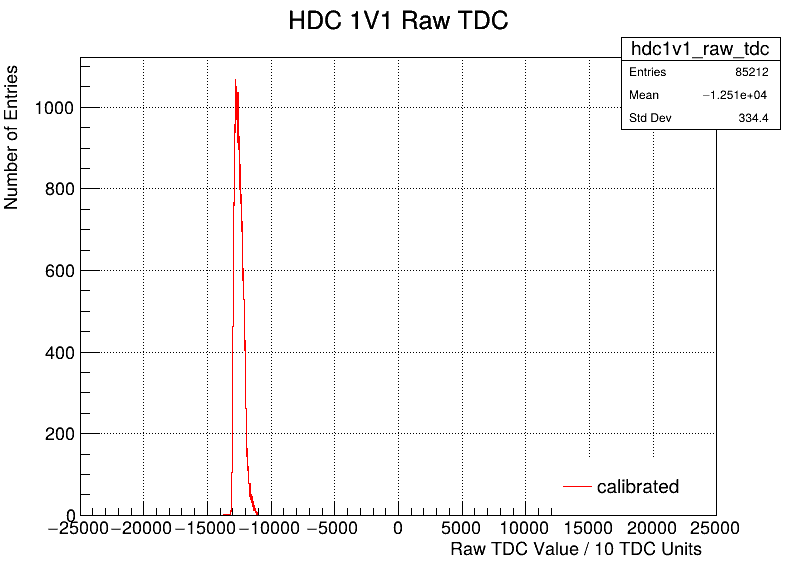 HDC 1V1 Raw TDC
hdc1v1_raw_tdc
Entries 85212
Mean −1.251e+04
Std Dev 334.4
Number of Entries
1000
800
600
400
200
0
−25000 −20000 −15000 −10000 −5000 0 5000 10000 15000 20000 25000
calibrated
Raw TDC Value / 10 TDC Units